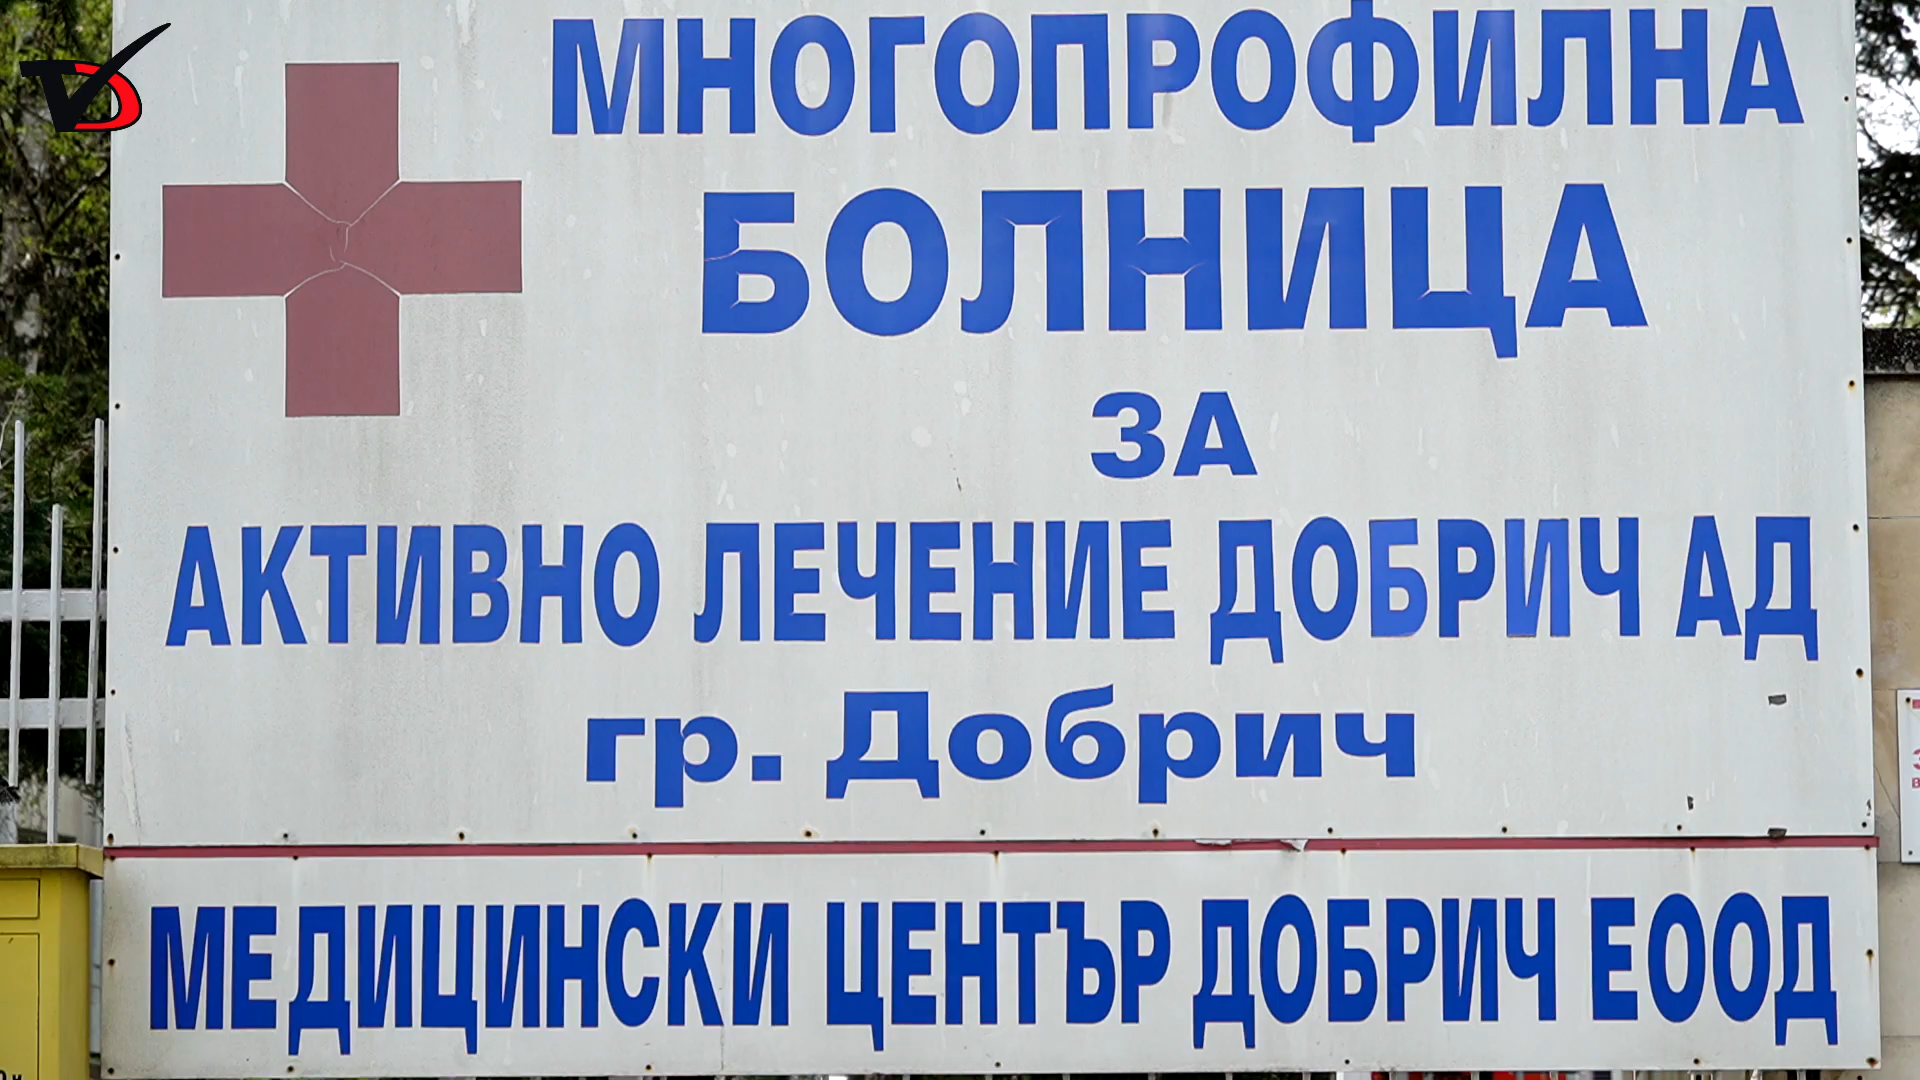 МНОГОПРОФИЛНА
БОЛНИЦА
ЗА
АКТИВНО ЛЕЧЕНИЕ ДОБРИЧ АД
гр. Добрич
МЕДИЦИНСКИ ЦЕНТЪР ДОБРИЧ ЕООД